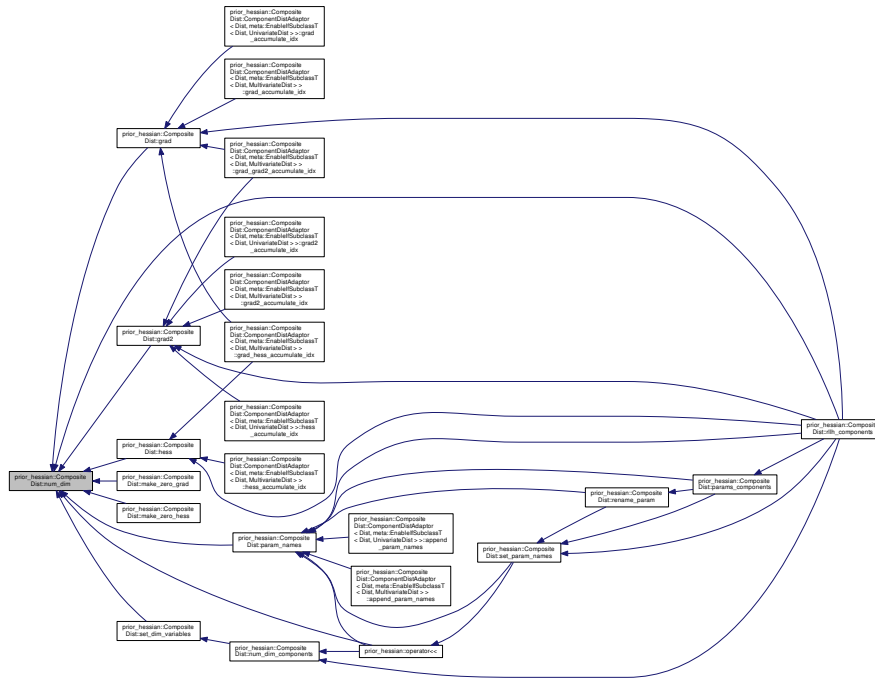 prior_hessian::Composite
Dist::ComponentDistAdaptor
< Dist, meta::EnableIfSubclassT
< Dist, UnivariateDist > >::grad
_accumulate_idx
prior_hessian::Composite
Dist::ComponentDistAdaptor
< Dist, meta::EnableIfSubclassT
< Dist, MultivariateDist > >
::grad_accumulate_idx
prior_hessian::Composite
Dist::grad
prior_hessian::Composite
Dist::ComponentDistAdaptor
< Dist, meta::EnableIfSubclassT
< Dist, MultivariateDist > >
::grad_grad2_accumulate_idx
prior_hessian::Composite
Dist::ComponentDistAdaptor
< Dist, meta::EnableIfSubclassT
< Dist, UnivariateDist > >::grad2
_accumulate_idx
prior_hessian::Composite
Dist::ComponentDistAdaptor
< Dist, meta::EnableIfSubclassT
< Dist, MultivariateDist > >
::grad2_accumulate_idx
prior_hessian::Composite
Dist::grad2
prior_hessian::Composite
Dist::ComponentDistAdaptor
< Dist, meta::EnableIfSubclassT
< Dist, MultivariateDist > >
::grad_hess_accumulate_idx
prior_hessian::Composite
Dist::ComponentDistAdaptor
< Dist, meta::EnableIfSubclassT
< Dist, UnivariateDist > >::hess
_accumulate_idx
prior_hessian::Composite
Dist::rllh_components
prior_hessian::Composite
Dist::hess
prior_hessian::Composite
Dist::ComponentDistAdaptor
< Dist, meta::EnableIfSubclassT
< Dist, MultivariateDist > >
::hess_accumulate_idx
prior_hessian::Composite
Dist::num_dim
prior_hessian::Composite
Dist::make_zero_grad
prior_hessian::Composite
Dist::params_components
prior_hessian::Composite
Dist::rename_param
prior_hessian::Composite
Dist::make_zero_hess
prior_hessian::Composite
Dist::param_names
prior_hessian::Composite
Dist::ComponentDistAdaptor
< Dist, meta::EnableIfSubclassT
< Dist, UnivariateDist > >::append
_param_names
prior_hessian::Composite
Dist::set_param_names
prior_hessian::Composite
Dist::ComponentDistAdaptor
< Dist, meta::EnableIfSubclassT
< Dist, MultivariateDist > >
::append_param_names
prior_hessian::Composite
Dist::set_dim_variables
prior_hessian::Composite
Dist::num_dim_components
prior_hessian::operator<<